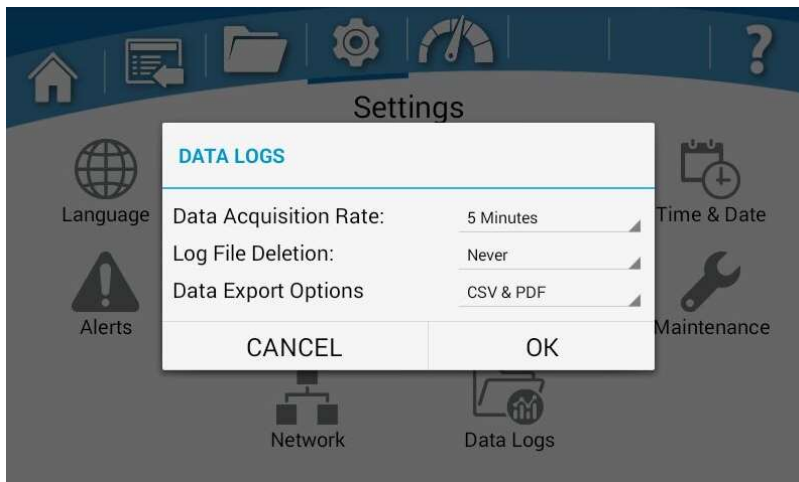 ?
Settings
DATA LOGS
Language
Data Acquisition Rate: 5 Minutes
Time & Date
Log File Deletion: Never
Data Export Options CSV & PDF
Alerts
Maintenance
CANCEL OK
Network Data Logs